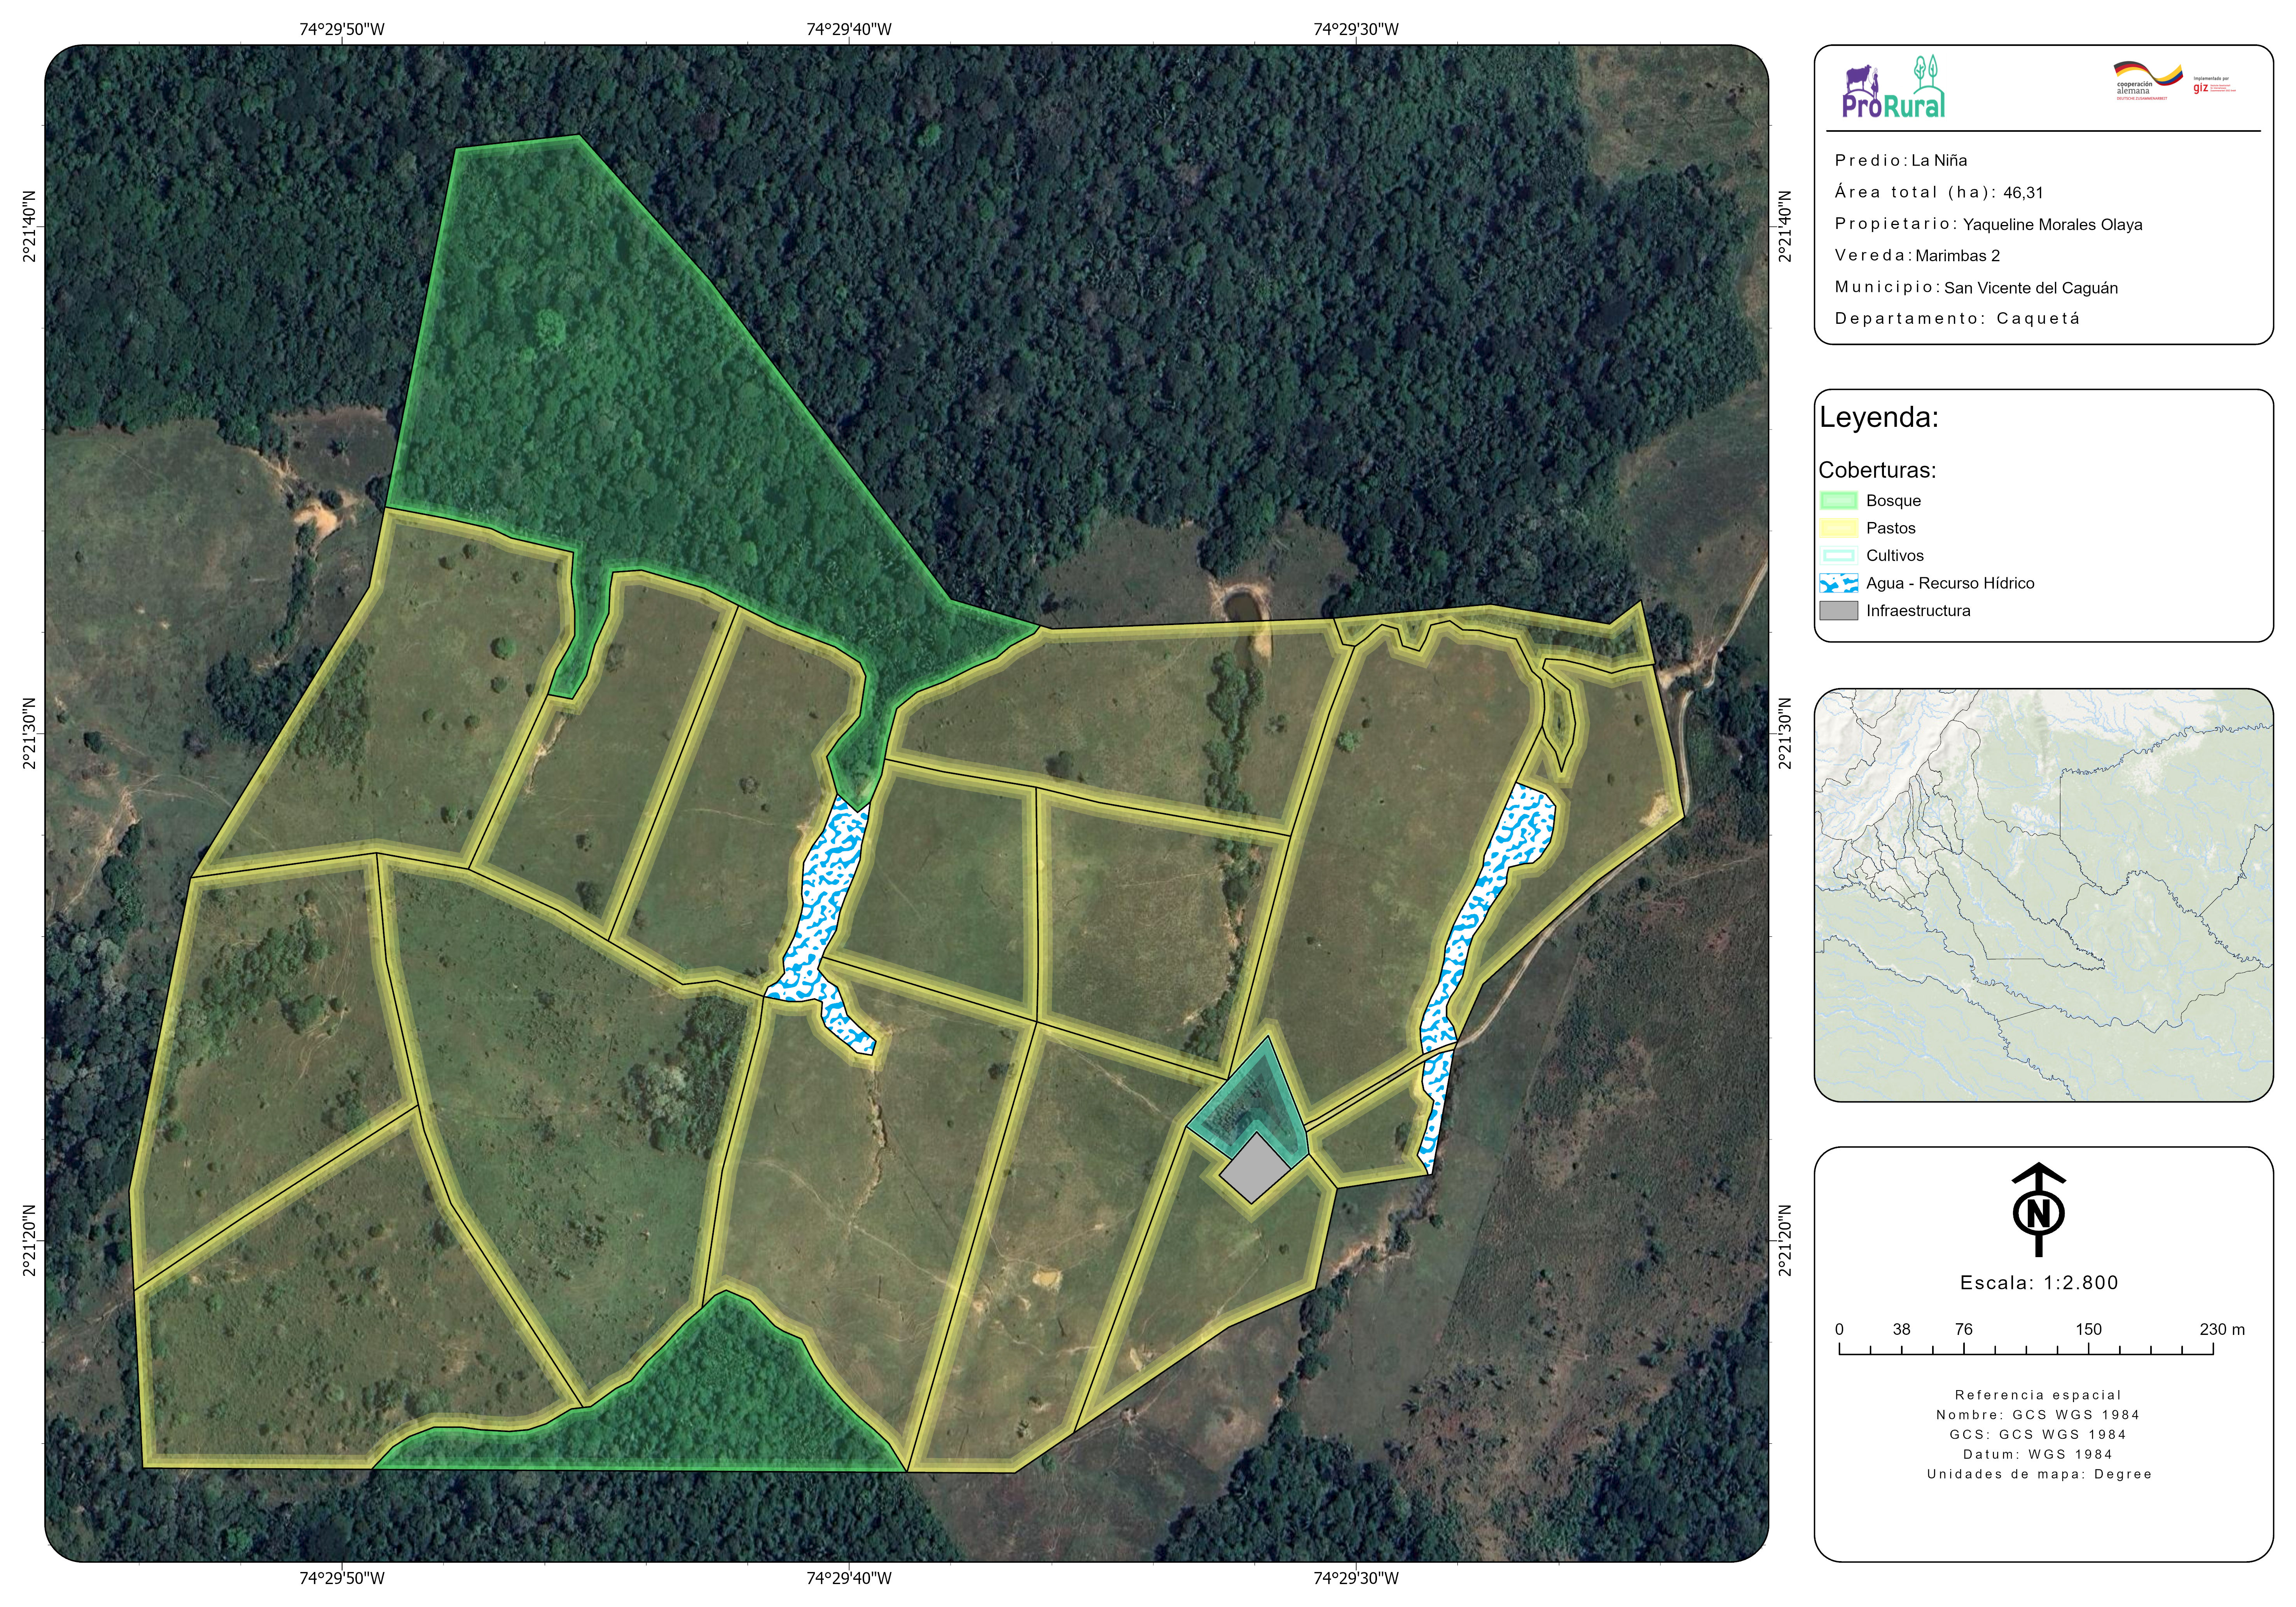 74°29'50"W 74°29'40"W 74°29'30"W
2°21'40"N 2°21'40"N
2°21'30"N 2°21'30"N
2°21'20"N 2°21'20"N
74°29'50"W 74°29'40"W 74°29'30"W
ProRural
cooperación
alemana
DEUTSCHE ZUSAMMENARBEIT
Implementada por
giz
Predio: La Niña
Área total (ha): 46,31
Propietario: Yaqueline Morales Olaya
Vereda: Marimbas 2
Municipio: San Vicente del Caguán
Departamento: Caquetá
Leyenda:
Coberturas:
Bosque
Pastos
Cultivos
Agua - Recurso Hídrico
Infraestructura
N
Escala: 1:2.800
0 38 76 150 230 m
Referencia espacial
Nombre: GCS WGS 1984
GCS: GCS WGS 1984
Datum: WGS 1984
Unidades de mapa: Degree